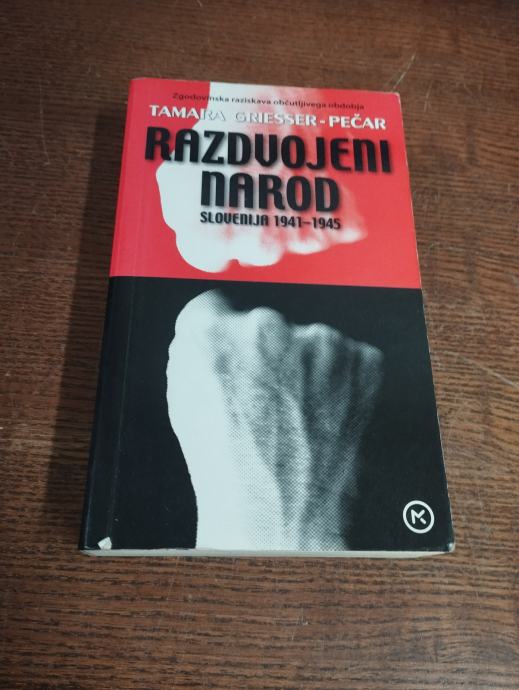 Zgodovinska raziskava občutljivega obdobja
TAMARA GRIESSER-PEČAR
RAZDVOJENI
NAROD
SLOVENIJA 1941–1945